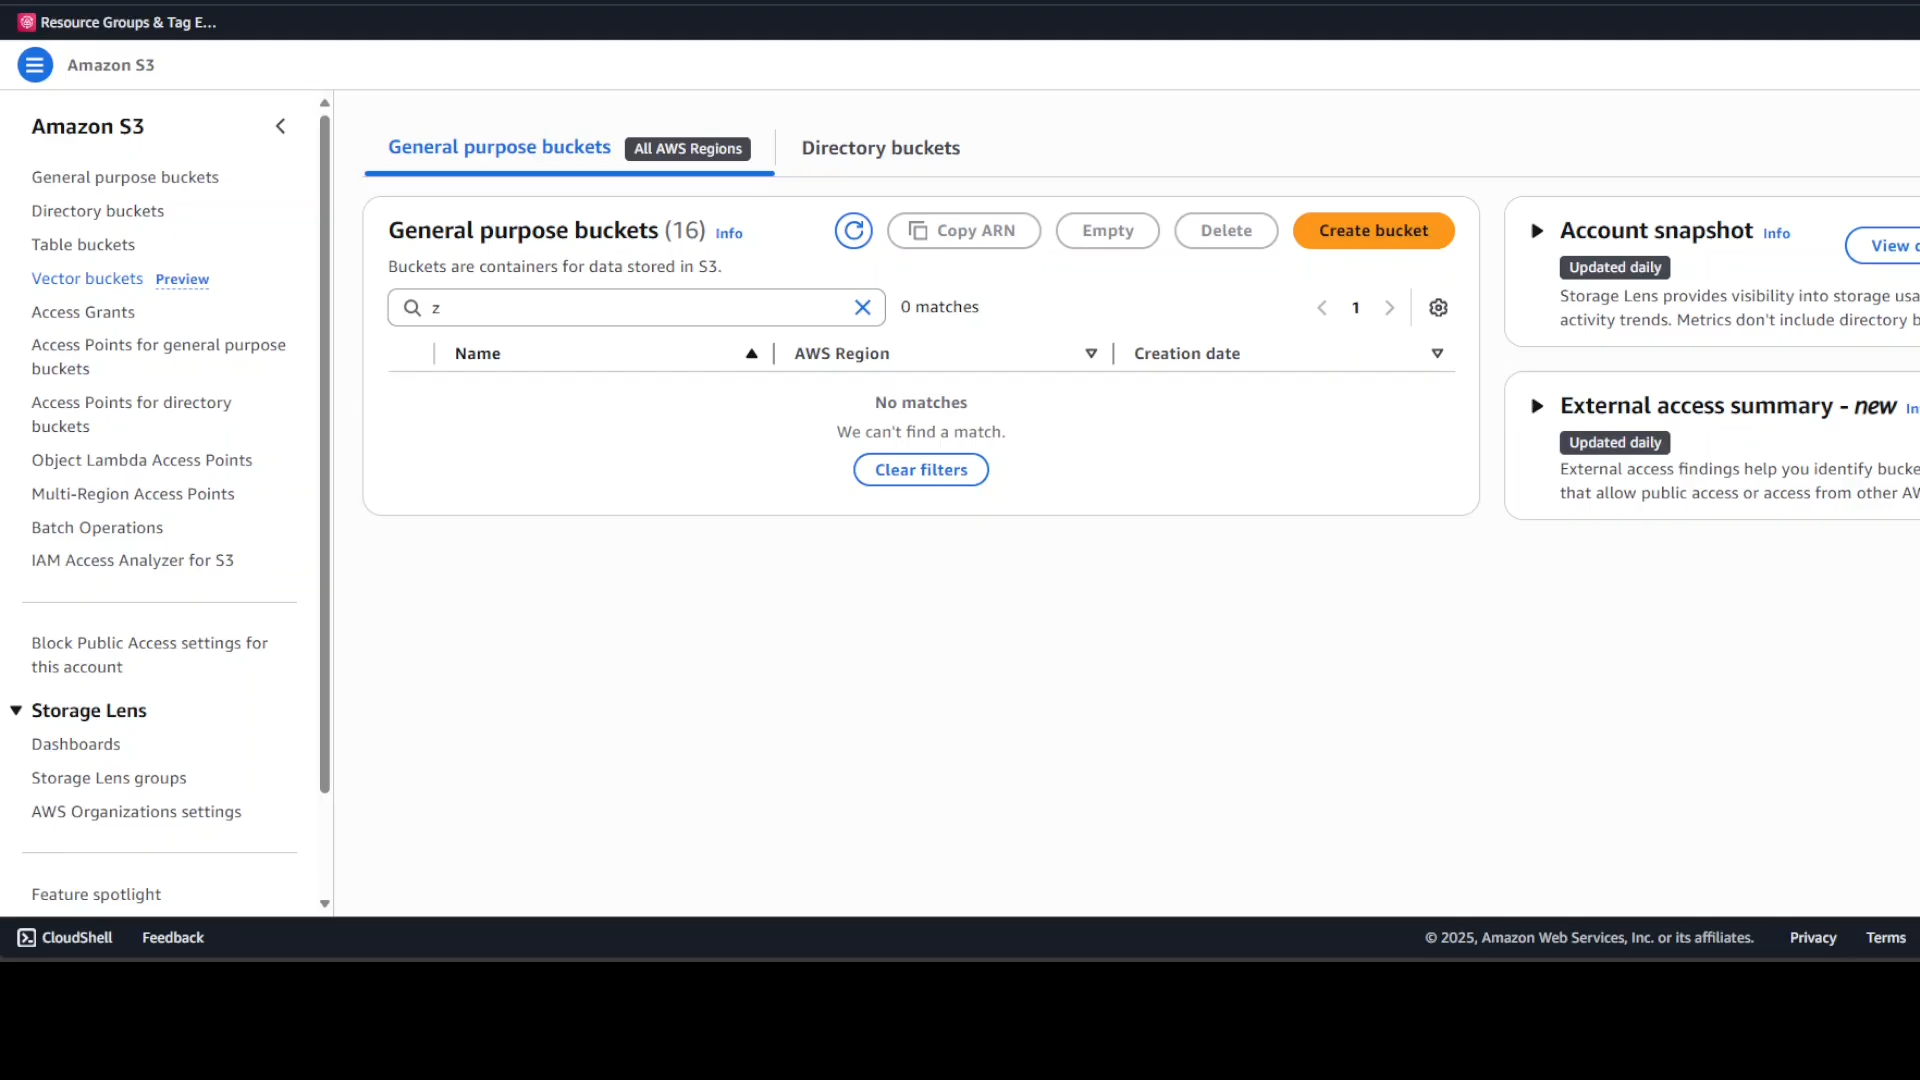 Resource Groups & Tag E...
Amazon S3
Amazon S3
General purpose buckets
Directory buckets
Table buckets
Vector buckets Preview
Access Grants
Access Points for general purpose
buckets
Access Points for directory
buckets
Object Lambda Access Points
Multi-Region Access Points
Batch Operations
IAM Access Analyzer for S3
Block Public Access settings for
this account
Storage Lens
Dashboards
Storage Lens groups
AWS Organizations settings
Feature spotlight
General purpose buckets All AWS Regions
Directory buckets
General purpose buckets (16) Info
Copy ARN
Empty
Delete
Create bucket
Buckets are containers for data stored in S3.
z
0 matches
1
Name
AWS Region
Creation date
No matches
We can't find a match.
Clear filters
Account snapshot Info
View
Updated daily
Storage Lens provides visibility into storage usa
activity trends. Metrics don't include directory b
External access summary - new In
Updated daily
External access findings help you identify bucke
that allow public access or access from other AW
CloudShell
Feedback
© 2025, Amazon Web Services, Inc. or its affiliates.
Privacy
Terms